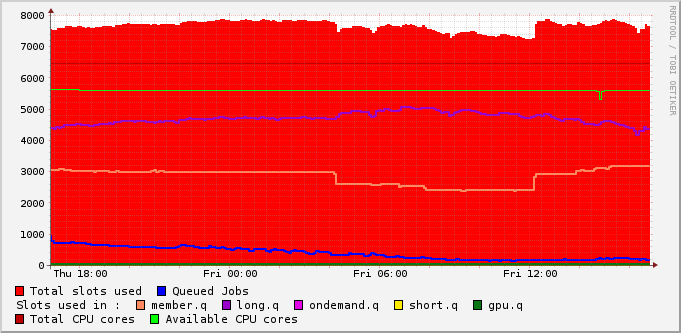 8000
7000
6000
5000
4000
3000
2000
1000
0
Thu 18:00 Fri 00:00 Fri 06:00 Fri 12:00
RRDTOOL / TOBI OETIKER
Total slots used Queued Jobs
Slots used in : member.q long.q ondemand.q short.q gpu.q
Total CPU cores Available CPU cores